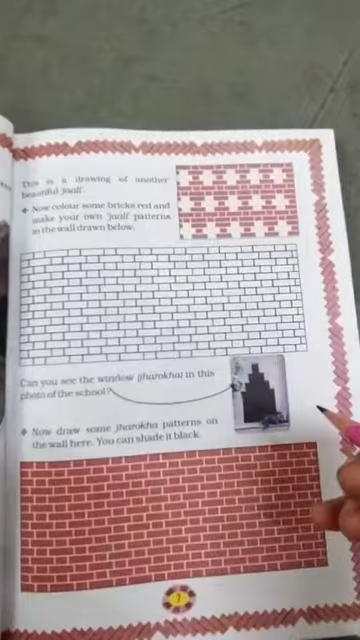 This is a drawing of another
beautiful 'jaali'.
❖ Now colour some bricks red and
make your own 'jaali' patterns
in the wall drawn below.
Can you see the window (jharokha) in this
photo of the school?
❖ Now draw some jharokha patterns on
the wall here. You can shade it black.